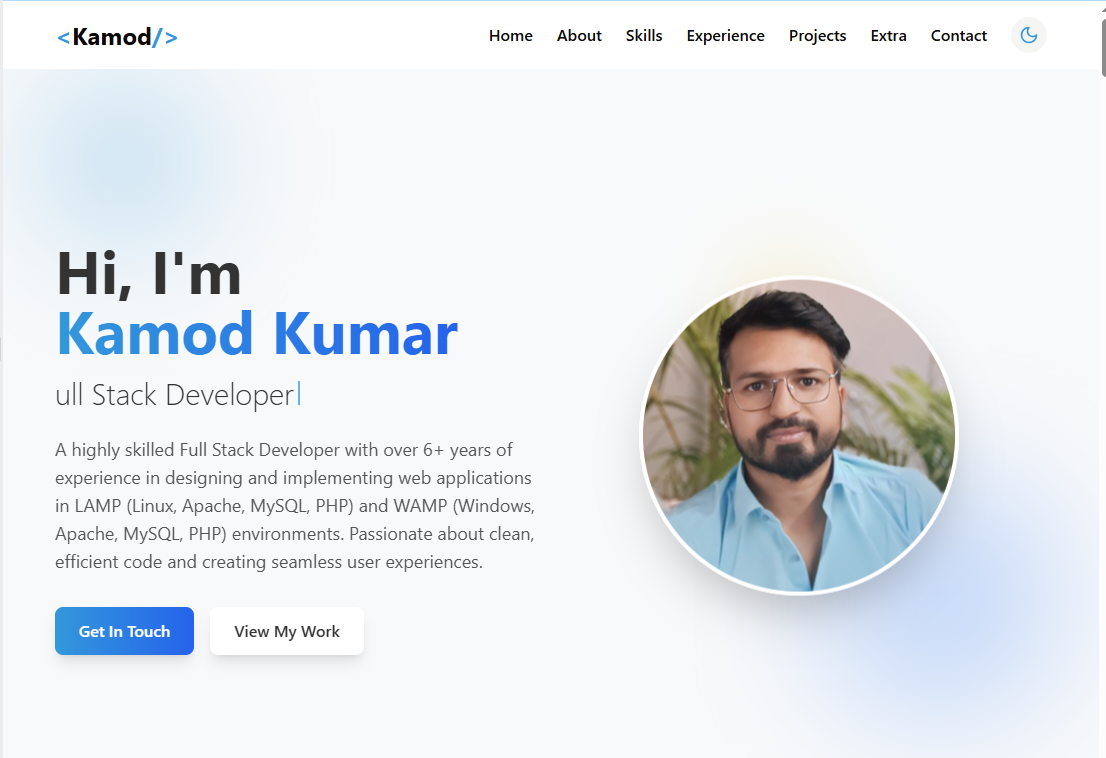 <Kamod/>
Home About Skills Experience Projects Extra Contact
Hi, I'm
Kamod Kumar
ull Stack Developer
A highly skilled Full Stack Developer with over 6+ years of
experience in designing and implementing web applications
in LAMP (Linux, Apache, MySQL, PHP) and WAMP (Windows,
Apache, MySQL, PHP) environments. Passionate about clean,
efficient code and creating seamless user experiences.
Get In Touch View My Work